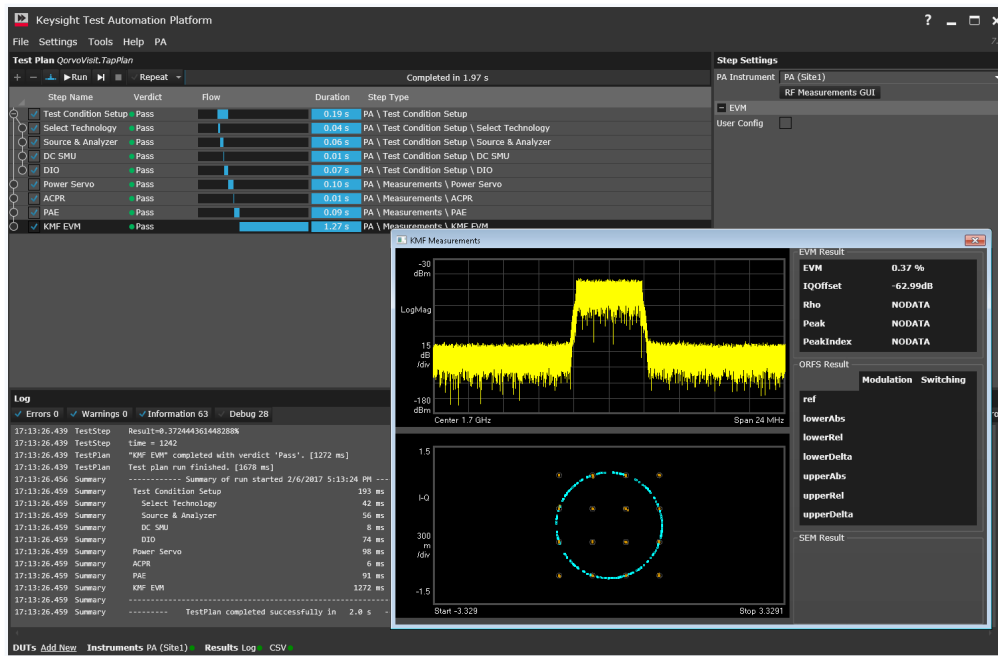 Keysight Test Automation Platform
?
File Settings Tools Help PA
Test Plan QorvoVisit.TapPlan
Run Repeat Completed in 1.97 s
Step Name Verdict Flow Duration Step Type
Test Condition Setup Pass 0.19 s PA \ Test Condition Setup
Select Technology Pass 0.04 s PA \ Test Condition Setup \ Select Technology
Source & Analyzer Pass 0.06 s PA \ Test Condition Setup \ Source & Analyzer
DC SMU Pass 0.01 s PA \ Test Condition Setup \ DC SMU
DIO Pass 0.07 s PA \ Test Condition Setup \ DIO
Power Servo Pass 0.10 s PA \ Measurements \ Power Servo
ACPR Pass 0.01 s PA \ Measurements \ ACPR
PAE Pass 0.09 s PA \ Measurements \ PAE
KMF EVM Pass 1.27 s PA \ Measurements \ KMF EVM
Step Settings
PA Instrument PA (Site1)
RF Measurements GUI
EVM
User Config
KMF Measurements
-30
dBm
LogMag
15
dB
/div
-180
dBm
Center 1.7 GHz Span 24 MHz
1.5
I-Q
300
m
/div
-1.5
Start -3.329 Stop 3.3291
EVM Result
EVM 0.37 %
IQOffset -62.99dB
Rho NODATA
Peak NODATA
PeakIndex NODATA
ORFS Result
Modulation Switching
ref
lowerAbs
lowerRel
lowerDelta
upperAbs
upperRel
upperDelta
SEM Result
Log
Errors 0 Warnings 0 Information 63 Debug 28
17:13:26.439 TestStep Result=0.372444361448288%
17:13:26.439 TestStep time = 1242
17:13:26.439 TestPlan "KMF EVM" completed with verdict 'Pass'. [1272 ms]
17:13:26.439 TestPlan Test plan run finished. [1678 ms]
17:13:26.456 Summary ------------ Summary of run started 2/6/2017 5:13:24 PM ---
17:13:26.459 Summary Test Condition Setup 193 ms
17:13:26.459 Summary Select Technology 42 ms
17:13:26.459 Summary Source & Analyzer 56 ms
17:13:26.459 Summary DC SMU 8 ms
17:13:26.459 Summary DIO 74 ms
17:13:26.459 Summary Power Servo 98 ms
17:13:26.459 Summary ACPR 6 ms
17:13:26.459 Summary PAE 91 ms
17:13:26.459 Summary KMF EVM 1272 ms
17:13:26.459 Summary ------------------------------------------------
17:13:26.459 Summary --------- TestPlan completed successfully in 2.0 s -
DUTs Add New Instruments PA (Site1) Results Log CSV